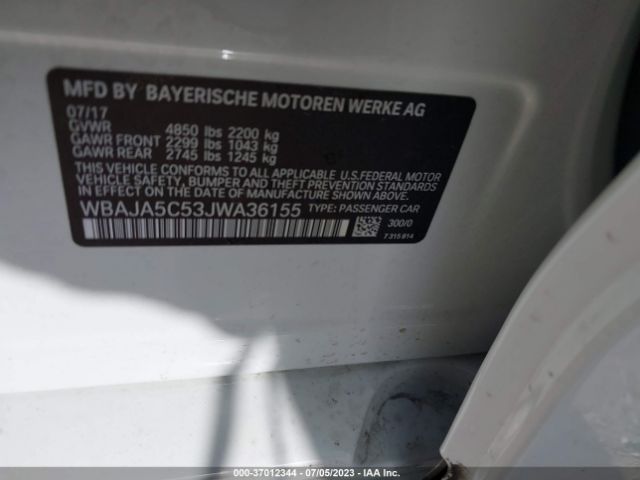 MFD BY BAYERISCHE MOTOREN WERKE AG
07/17
GVWR 4850 lbs 2200 kg
GAWR FRONT 2299 lbs 1043 kg
GAWR REAR 2745 lbs 1245 kg
THIS VEHICLE CONFORMS TO ALL APPLICABLE U.S.FEDERAL MOTOR
VEHICLE SAFETY, BUMPER AND THEFT PREVENTION
STANDARDS IN EFFECT ON THE DATE OF MANUFACTURE SHOWN ABOVE.
WBAJA5C53JWA36155 TYPE: PASSENGER CAR
300/0
7 315 814
000-37012344 | 07/05/2023 | IAA Inc.